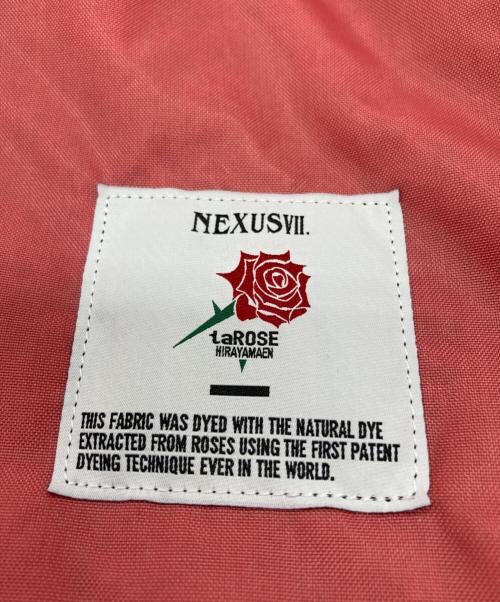 NEXUSVII.
LaROSE
HIRAYAMAEN
THIS FABRIC WAS DYED WITH THE NATURAL DYE
EXTRACTED FROM ROSES USING THE FIRST PATENT
DYEING TECHNIQUE EVER IN THE WORLD.